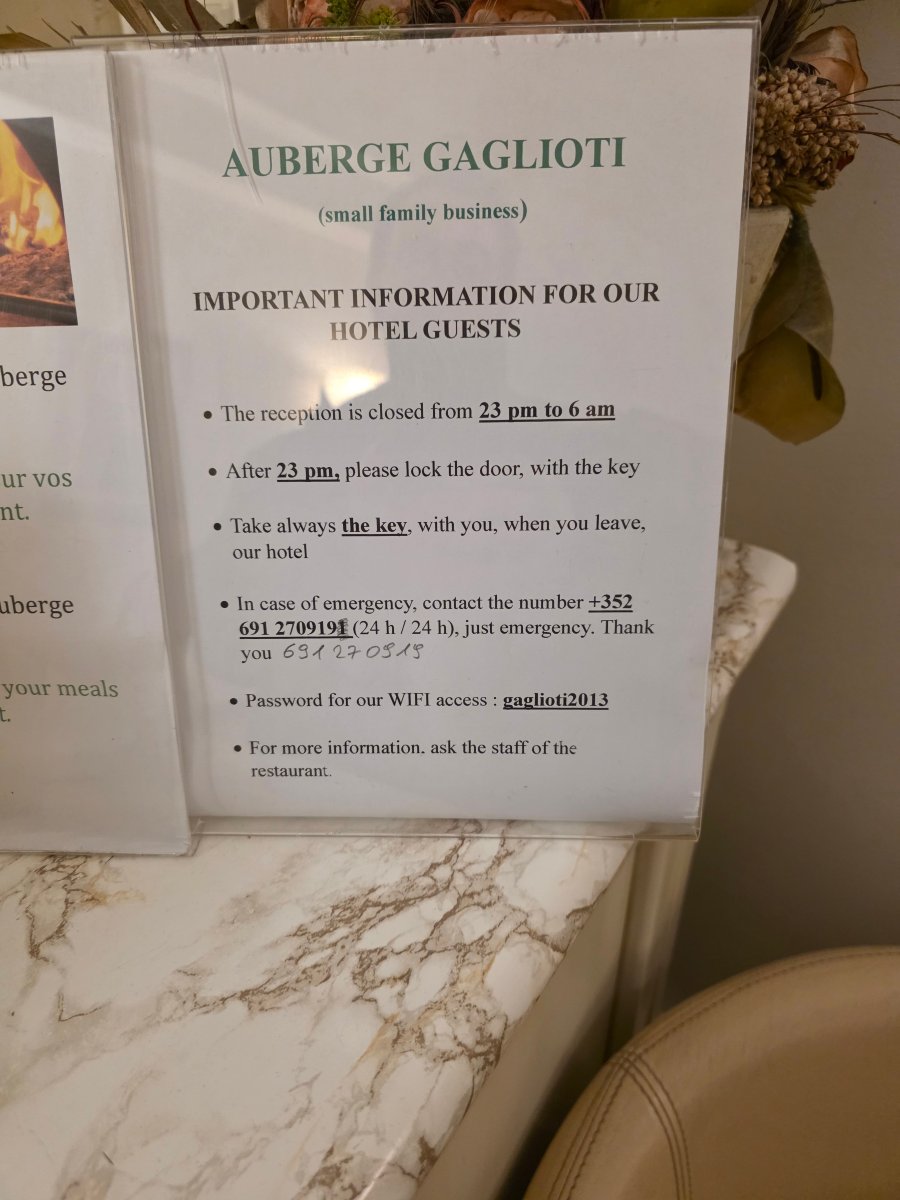 AUBERGE GAGLIOTI
(small family business)
IMPORTANT INFORMATION FOR OUR
HOTEL GUESTS
• The reception is closed from 23 pm to 6 am
• After 23 pm, please lock the door, with the key
• Take always the key, with you, when you leave,
our hotel
• In case of emergency, contact the number +352
691 270919 (24 h / 24 h), just emergency. Thank
you 691 270919
• Password for our WIFI access : gaglioti2013
• For more information. ask the staff of the
restaurant.
berge
ur vos
nt.
uberge
your meals
t.